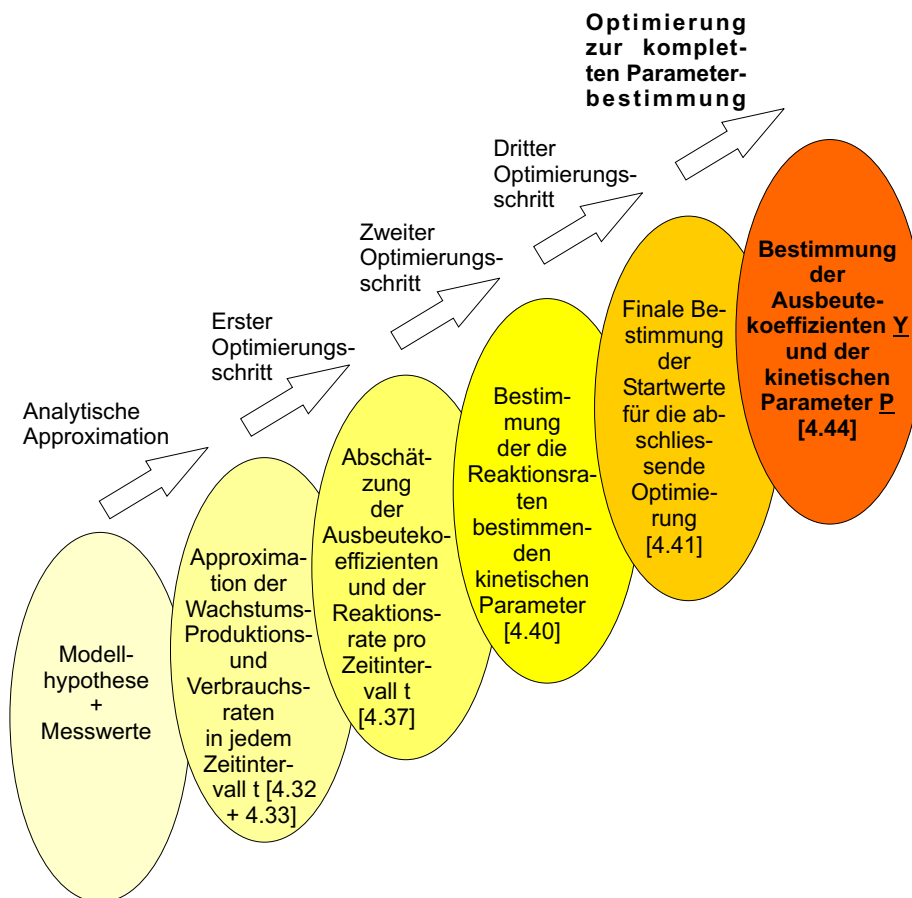 Optimierung
zur komplet-
ten Parameter-
bestimmung
Dritter
Optimierungs-
schritt
Zweiter
Optimierungs-
schritt
Erster
Optimierungs-
schritt
Analytische
Approximation
Modell-
hypothese
+
Messwerte
Approxima-
tion der
Wachstums-
Produktions-
und
Verbrauchs-
raten
in jedem
Zeitinter-
vall t [4.32
+ 4.33]
Abschät-
zung
der
Ausbeuteko-
effizienten
und der
Reaktions-
rate pro
Zeitinter-
vall t
[4.37]
Bestim-
mung
der die
Reaktionsra-
ten
bestimmen-
den
kinetischen
Parameter
[4.40]
Finale Be-
stimmung
der
Startwerte
für die ab-
schlies-
sende
Optimie-
rung
[4.41]
Bestimmung
der
Ausbeute-
koeffizienten Y
und der
kinetischen
Parameter P
[4.44]